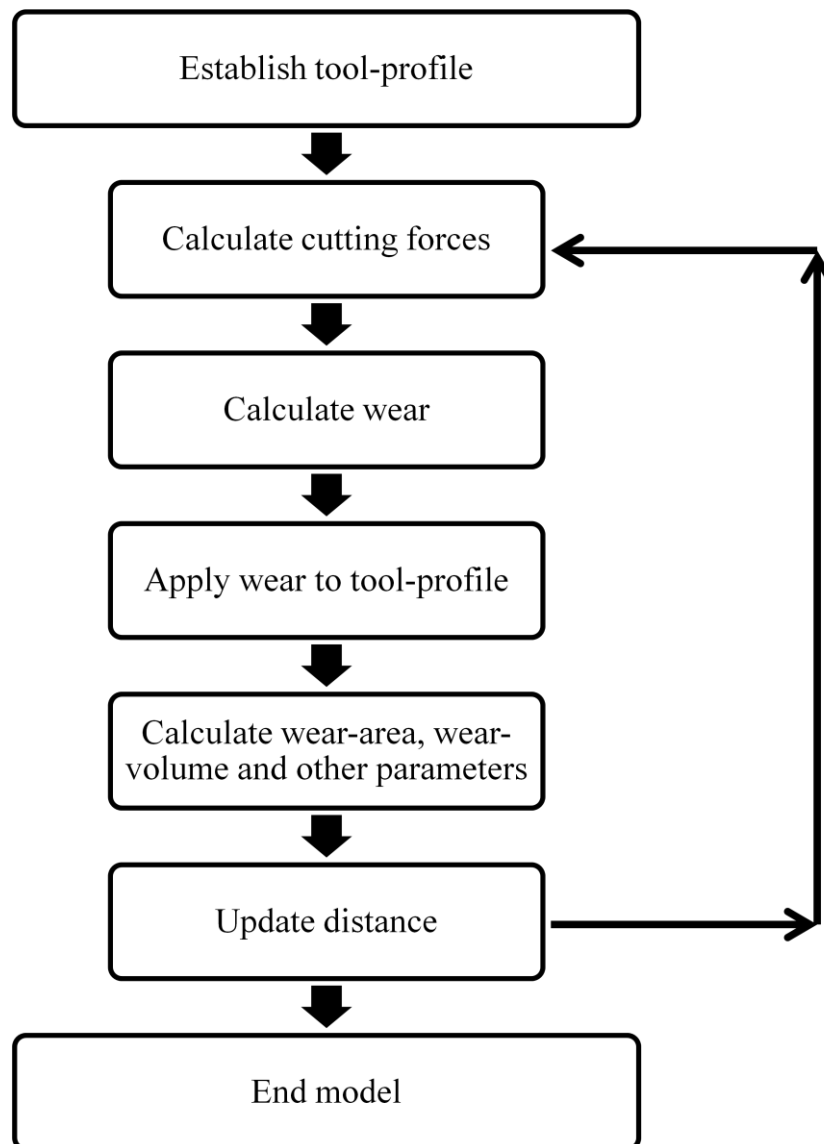 Establish tool-profile
Calculate cutting forces
Calculate wear
Apply wear to tool-profile
Calculate wear-area, wear-
volume and other parameters
Update distance
End model